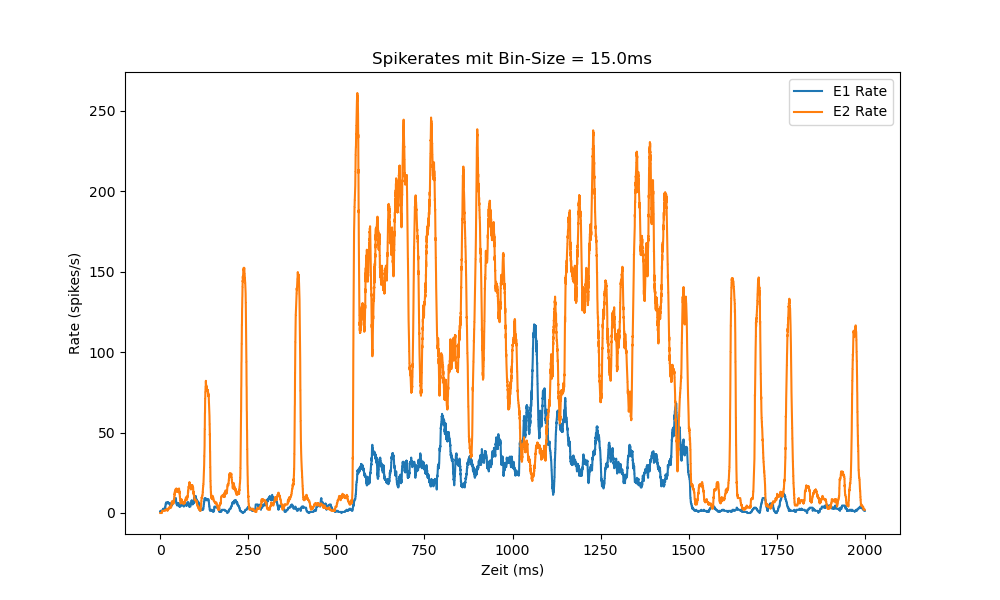 Spikerates mit Bin-Size = 15.0ms
E1 Rate
E2 Rate
250
200
150
100
50
0
Rate (spikes/s)
0 250 500 750 1000 1250 1500 1750 2000
Zeit (ms)